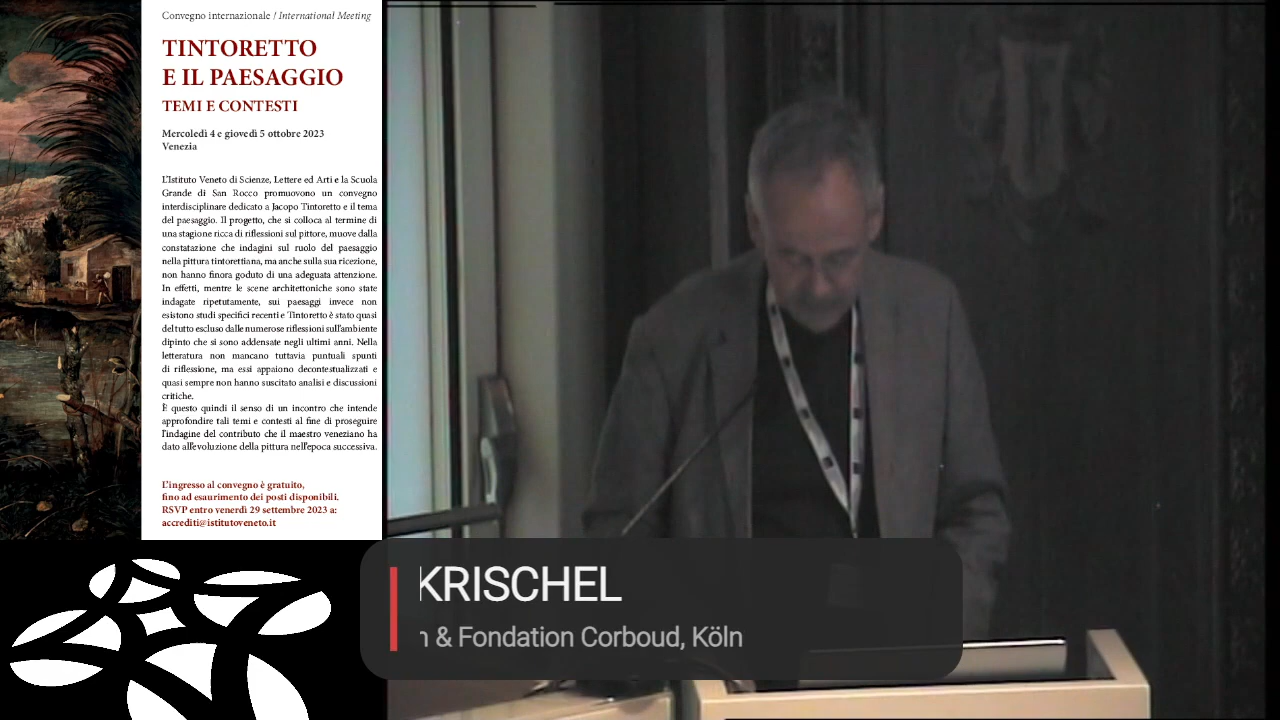 Convegno internazionale / International Meeting
TINTORETTO
E IL PAESAGGIO
TEMI E CONTESTI
Mercoledì 4 e giovedì 5 ottobre 2023
Venezia
L'Istituto Veneto di Scienze, Lettere ed Arti e la Scuola
Grande di San Rocco promuovono un convegno
interdisciplinare dedicato a Jacopo Tintoretto e il tema
del paesaggio. Il progetto, che si colloca al termine di
una stagione ricca di riflessioni sul pittore, muove dalla
constatazione che indagini sul ruolo del paesaggio
nella pittura tintorettiana, ma anche sulla sua ricezione,
non hanno finora goduto di una adeguata attenzione.
In effetti, mentre le scene architettoniche sono state
indagate ripetutamente, sui paesaggi invece non
esistono studi specifici recenti e Tintoretto è stato quasi
del tutto escluso dalle numerose riflessioni sull'ambiente
dipinto che si sono addensate negli ultimi anni. Nella
letteratura non mancano tuttavia puntuali spunti
di riflessione, ma essi appaiono decontestualizzati e
quasi sempre non hanno suscitato analisi e discussioni
critiche.
È questo quindi il senso di un incontro che intende
approfondire tali temi e contesti al fine di proseguire
l'indagine del contributo che il maestro veneziano ha
dato all'evoluzione della pittura nell'epoca successiva.
L'ingresso al convegno è gratuito,
fino ad esaurimento dei posti disponibili.
RSVP entro venerdì 29 settembre 2023 a:
accrediti@istitutoveneto.it
KRISCHEL
& Fondation Corboud, Köln